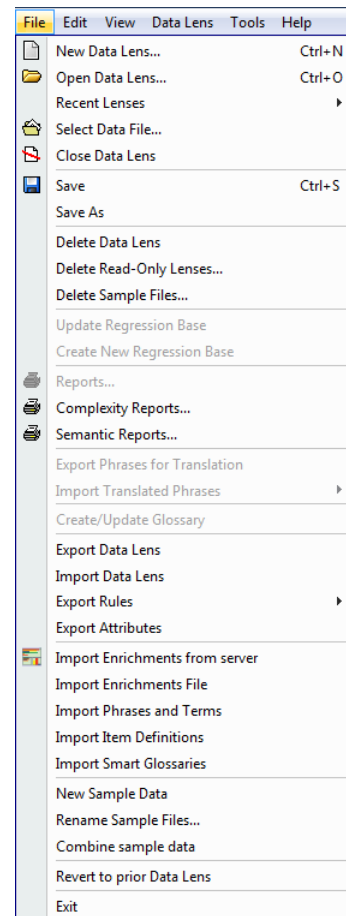 File Edit View Data Lens Tools Help
New Data Lens... Ctrl+N
Open Data Lens... Ctrl+O
Recent Lenses
Select Data File...
Close Data Lens
Save Ctrl+S
Save As
Delete Data Lens
Delete Read-Only Lenses...
Delete Sample Files...
Update Regression Base
Create New Regression Base
Reports...
Complexity Reports...
Semantic Reports...
Export Phrases for Translation
Import Translated Phrases
Create/Update Glossary
Export Data Lens
Import Data Lens
Export Rules
Export Attributes
Import Enrichments from server
Import Enrichments File
Import Phrases and Terms
Import Item Definitions
Import Smart Glossaries
New Sample Data
Rename Sample Files...
Combine sample data
Revert to prior Data Lens
Exit